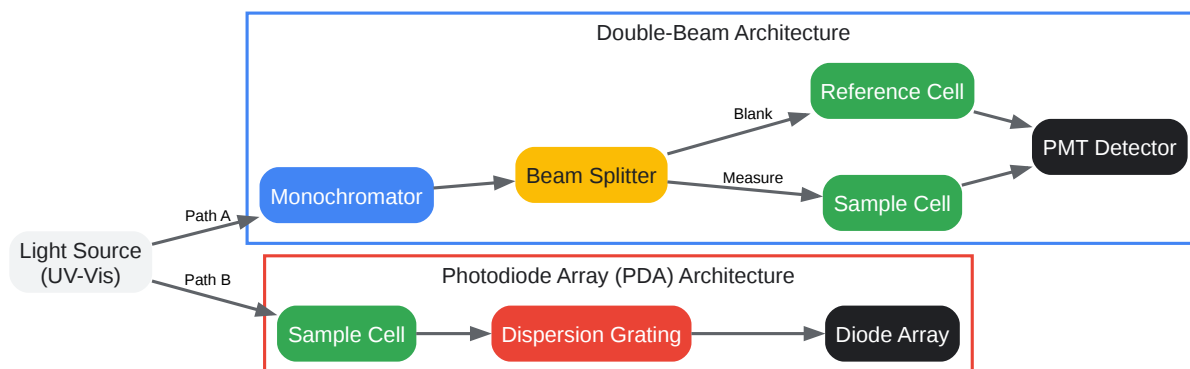 Double-Beam Architecture
Reference Cell
Blank
PMT Detector
Beam Splitter
Monochromator
Measure
Sample Cell
Path A
Light Source
(UV-Vis)
Path B
Photodiode Array (PDA) Architecture
Sample Cell
Dispersion Grating
Diode Array